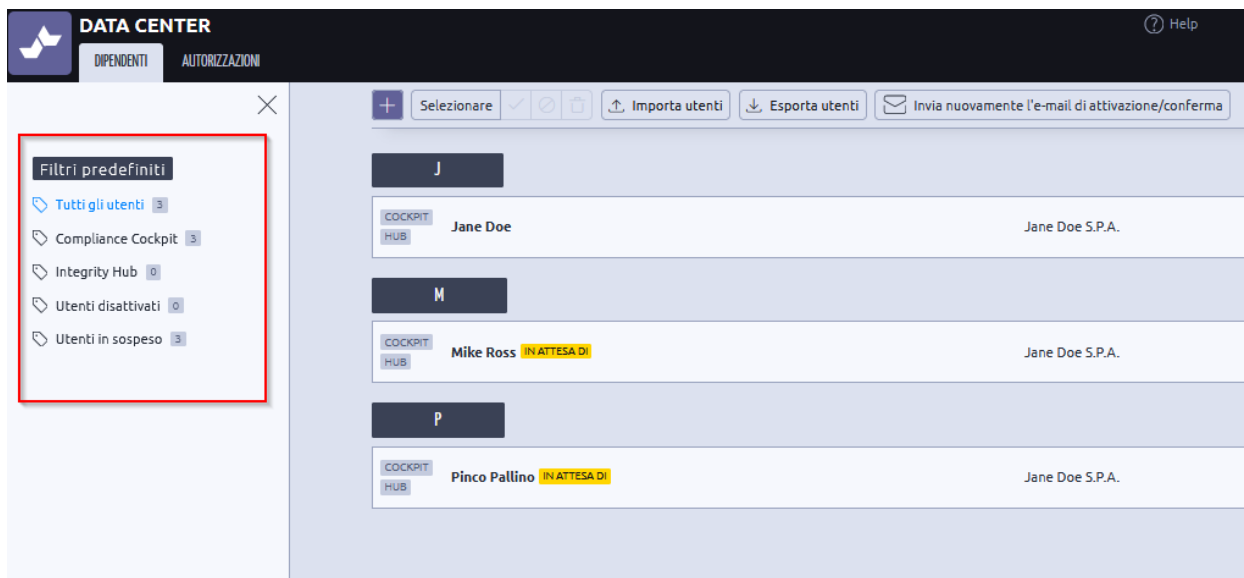 DATA CENTER
Help
DIPENDENTI AUTORIZZAZIONI
Selezionare Importa utenti Esporta utenti Invia nuovamente l'e-mail di attivazione/conferma
Filtri predefiniti
Tutti gli utenti 3
Compliance Cockpit 3
Integrity Hub 0
Utenti disattivati 0
Utenti in sospeso 3
J
COCKPIT
HUB
Jane Doe Jane Doe S.P.A.
M
COCKPIT
HUB
Mike Ross IN ATTESA DI Jane Doe S.P.A.
P
COCKPIT
HUB
Pinco Pallino IN ATTESA DI Jane Doe S.P.A.